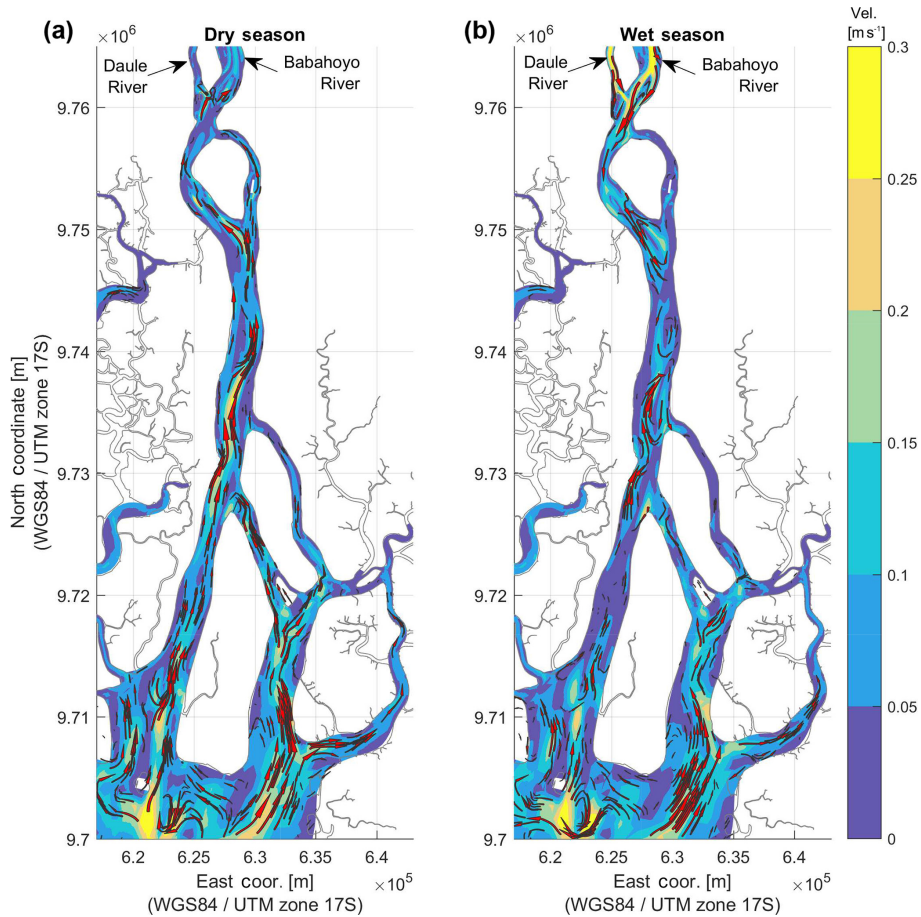 (a)
×10⁶
Dry season
Daule
River
Babahoyo
River
9.76
9.75
9.74
9.73
9.72
9.71
9.7
North coordinate [m]
(WGS84 / UTM zone 17S)
6.2
6.25
6.3
6.35
6.4
East coor. [m]
×10⁵
(WGS84 / UTM zone 17S)
(b)
×10⁶
Wet season
Daule
River
Babahoyo
River
9.76
9.75
9.74
9.73
9.72
9.71
9.7
6.2
6.25
6.3
6.35
6.4
East coor. [m]
×10⁵
(WGS84 / UTM zone 17S)
Vel.
[m s⁻¹]
0.3
0.25
0.2
0.15
0.1
0.05
0